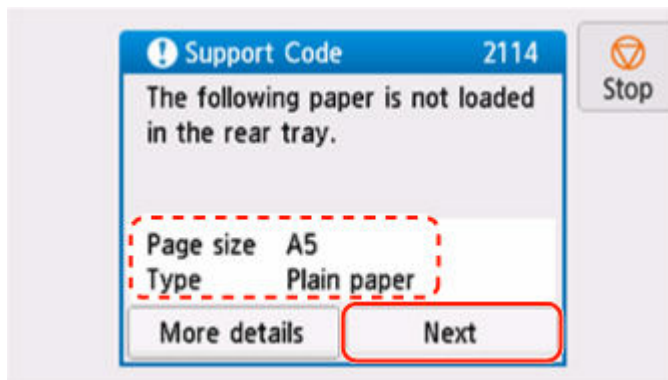 Support Code 2114
Stop
The following paper is not loaded
in the rear tray.
Page size A5
Type Plain paper
More details Next